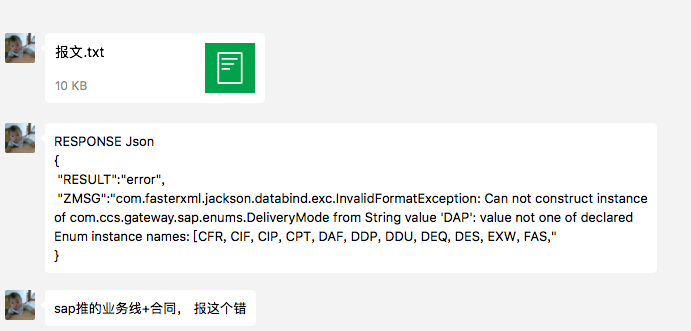 报文.txt
10 KB
RESPONSE Json
{
"RESULT":"error",
"ZMSG":"com.fasterxml.jackson.databind.exc.InvalidFormatException: Can not construct instance
of com.ccs.gateway.sap.enums.DeliveryMode from String value 'DAP': value not one of declared
Enum instance names: [CFR, CIF, CIP, CPT, DAF, DDP, DDU, DEQ, DES, EXW, FAS,"
}
sap推的业务线+合同， 报这个错